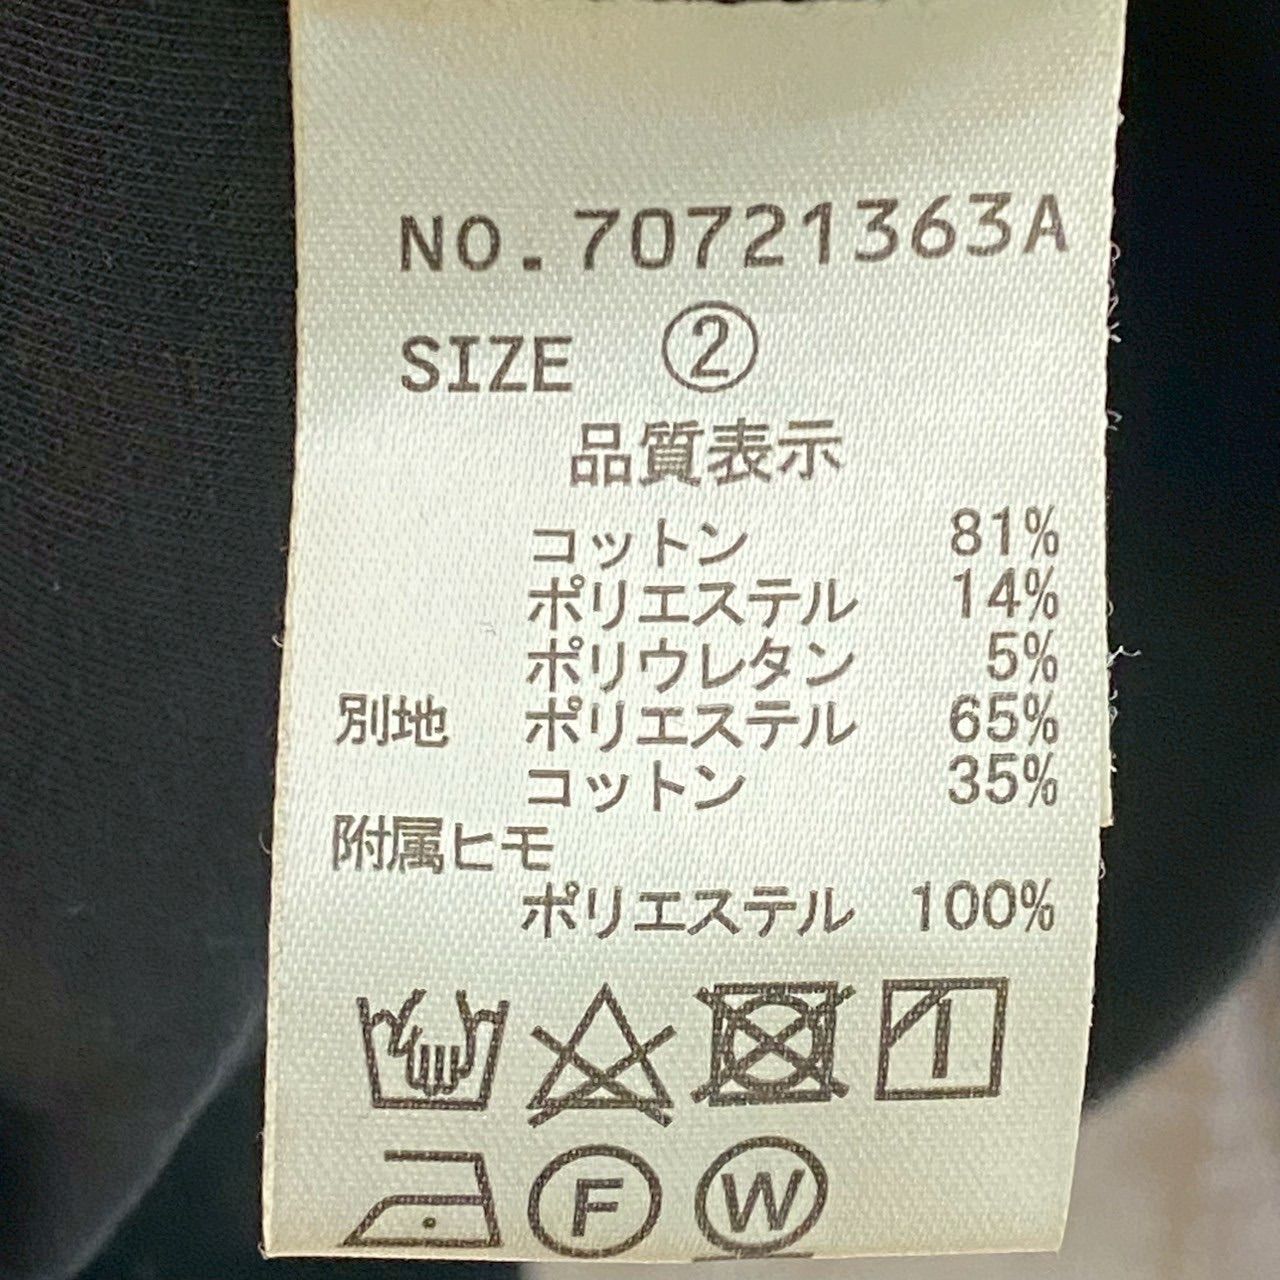 NO.70721363A
SIZE ②
品質表示
コットン 81%
ポリエステル 14%
ポリウレタン 5%
別地 ポリエステル 65%
コットン 35%
附属ヒモ
ポリエステル 100%
F W